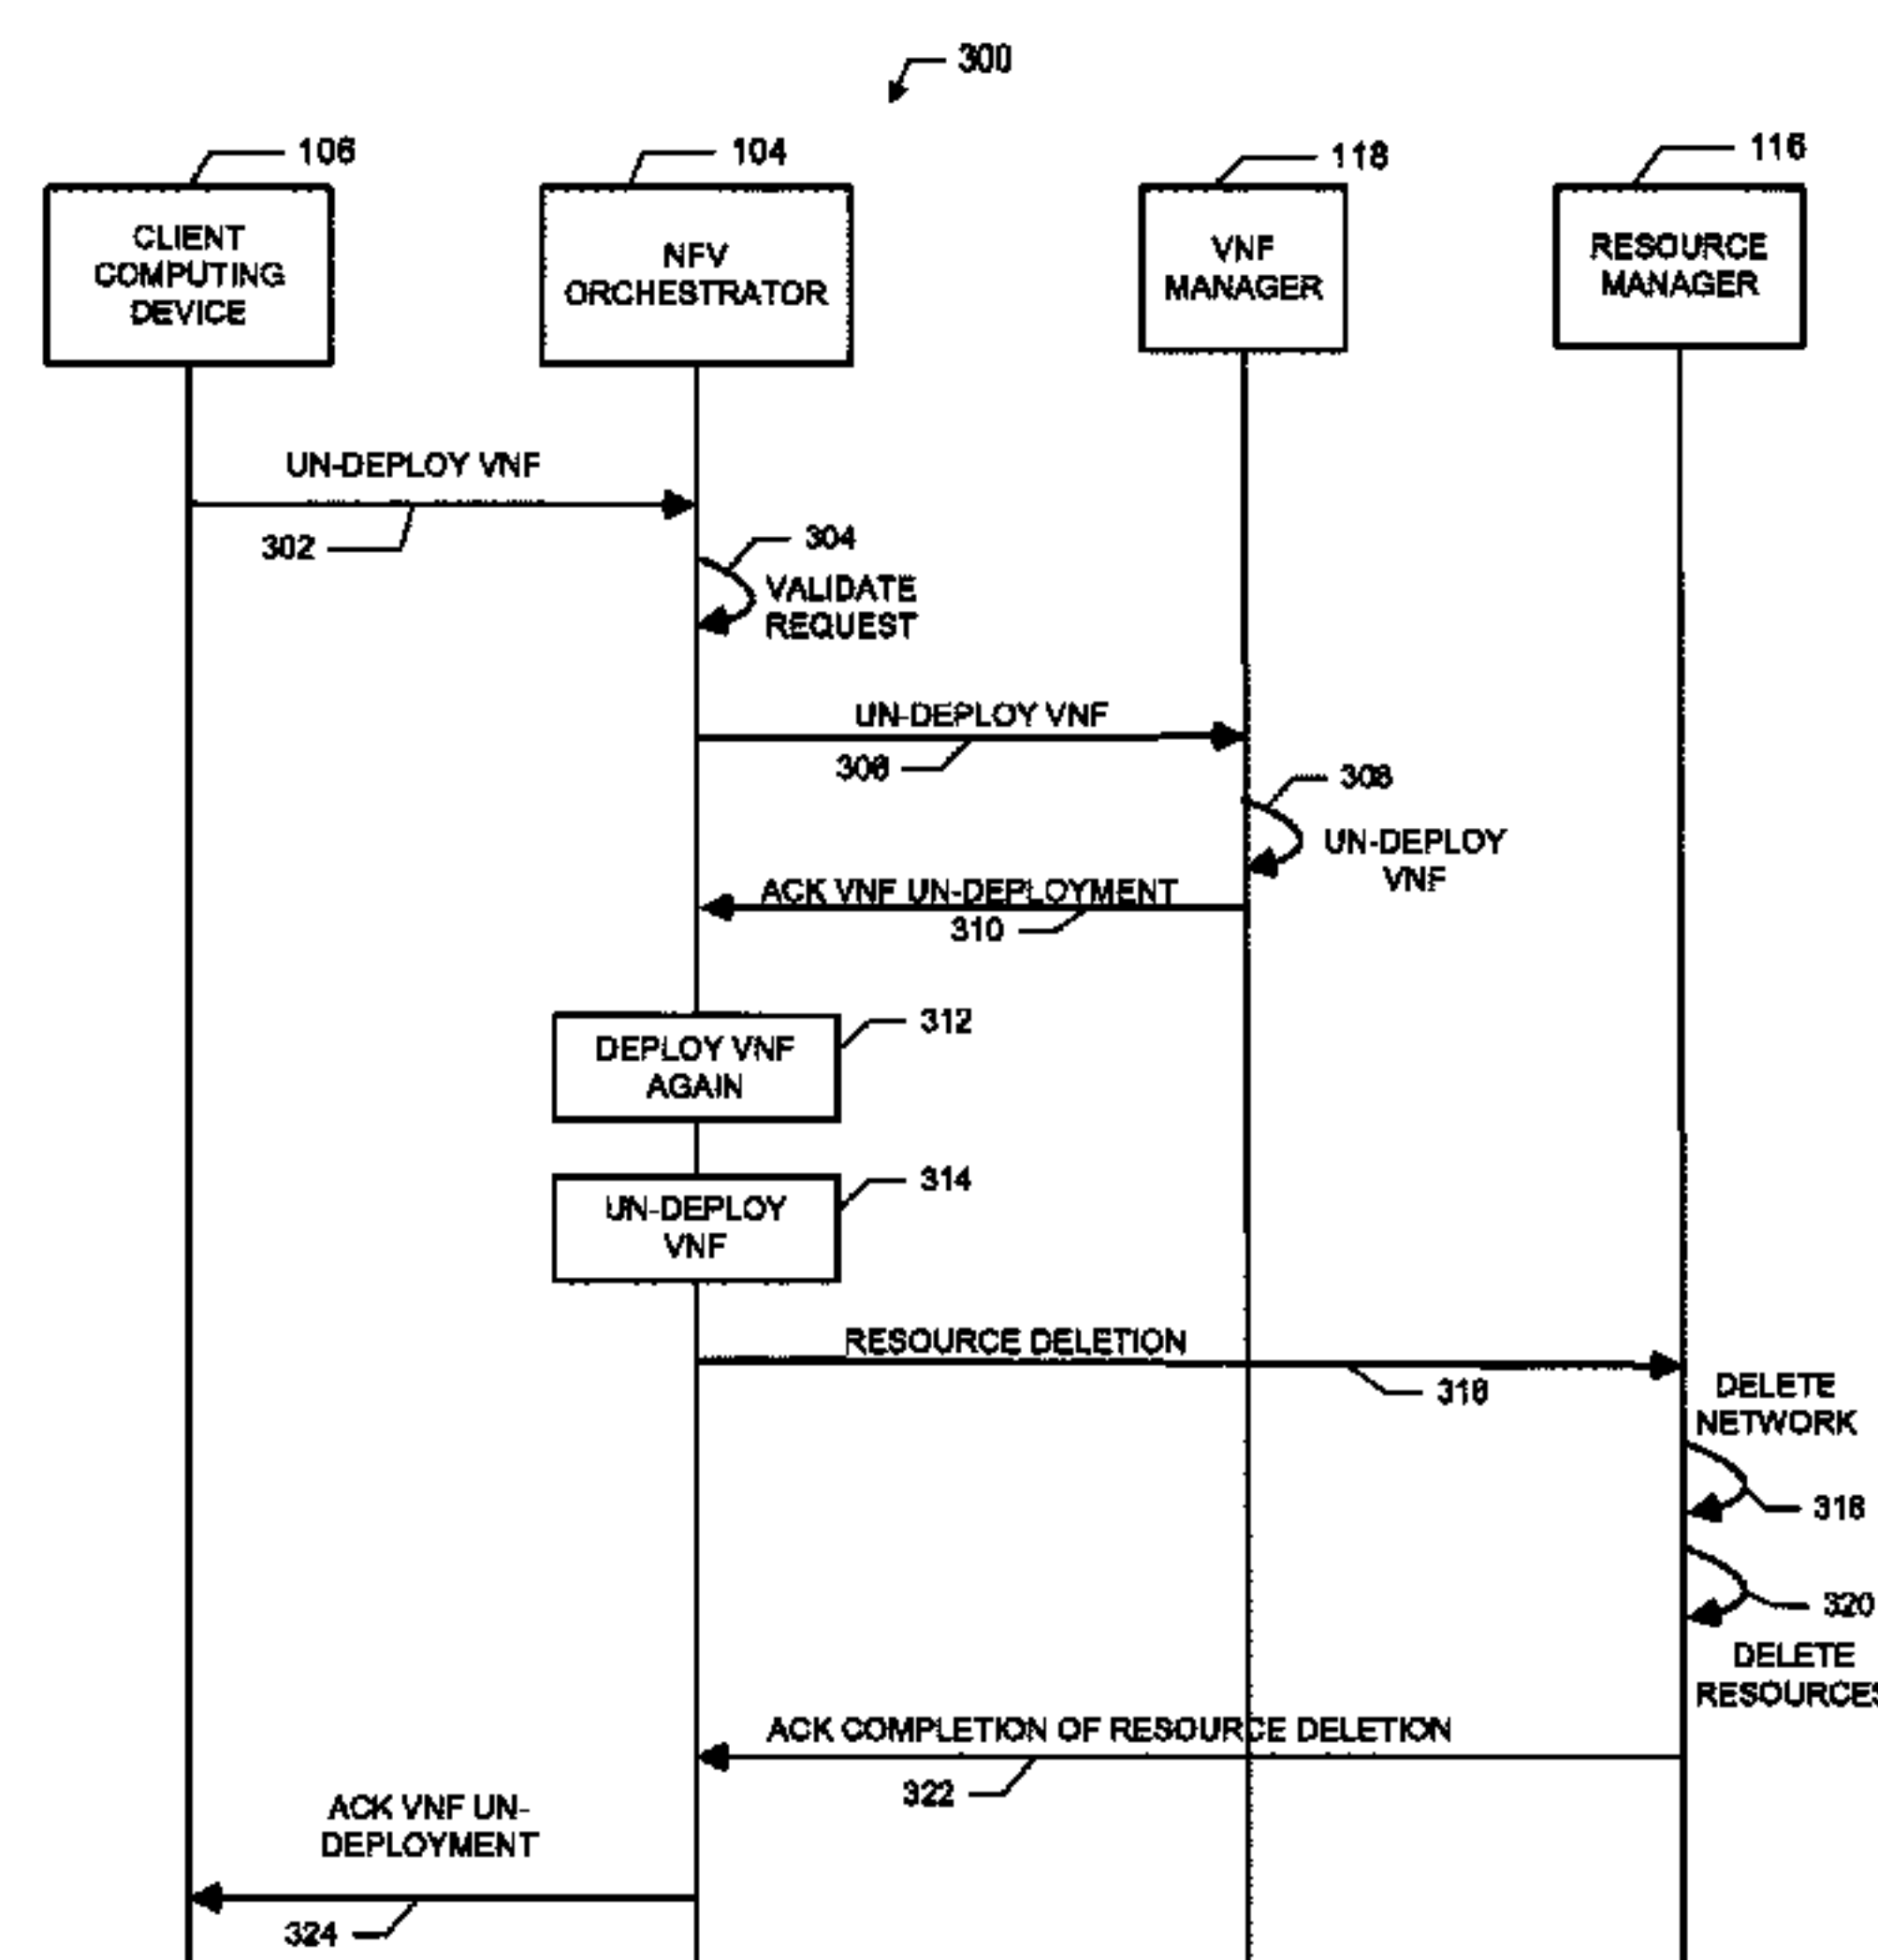 300
106
104
118
116
CLIENT
COMPUTING
DEVICE
NFV
ORCHESTRATOR
VNF
MANAGER
RESOURCE
MANAGER
UN-DEPLOY VNF
302
304
VALIDATE
REQUEST
UN-DEPLOY VNF
306
308
UN-DEPLOY
VNF
ACK VNF UN-DEPLOYMENT
310
312
DEPLOY VNF
AGAIN
314
UN-DEPLOY
VNF
RESOURCE DELETION
316
DELETE
NETWORK
318
320
DELETE
RESOURCES
ACK COMPLETION OF RESOURCE DELETION
322
ACK VNF UN-
DEPLOYMENT
324